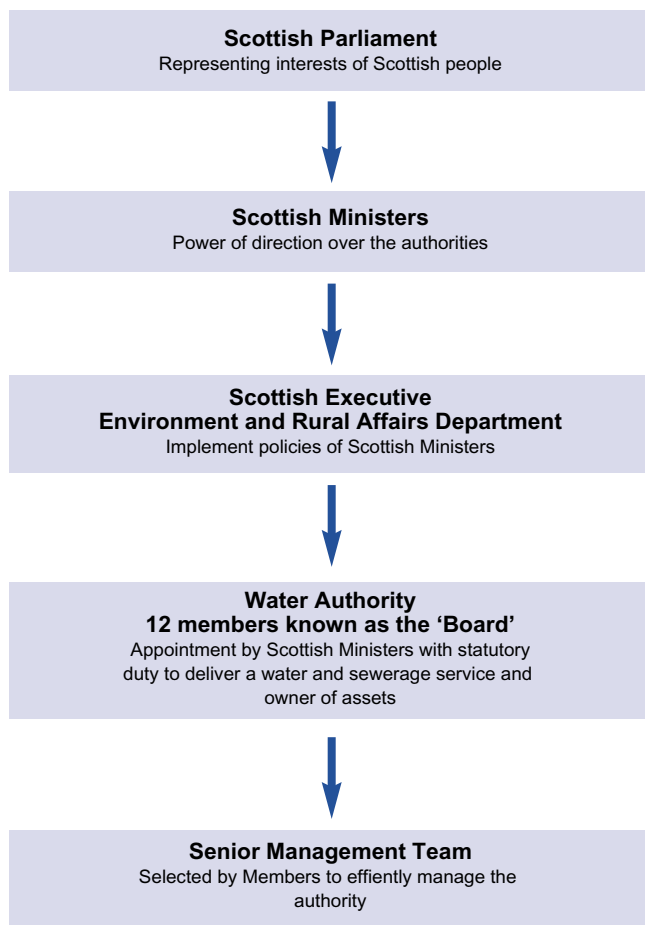 Scottish Parliament
Representing interests of Scottish people
Scottish Ministers
Power of direction over the authorities
Scottish Executive
Environment and Rural Affairs Department
Implement policies of Scottish Ministers
Water Authority
12 members known as the ‘Board’
Appointment by Scottish Ministers with statutory
duty to deliver a water and sewerage service and
owner of assets
Senior Management Team
Selected by Members to effiently manage the
authority